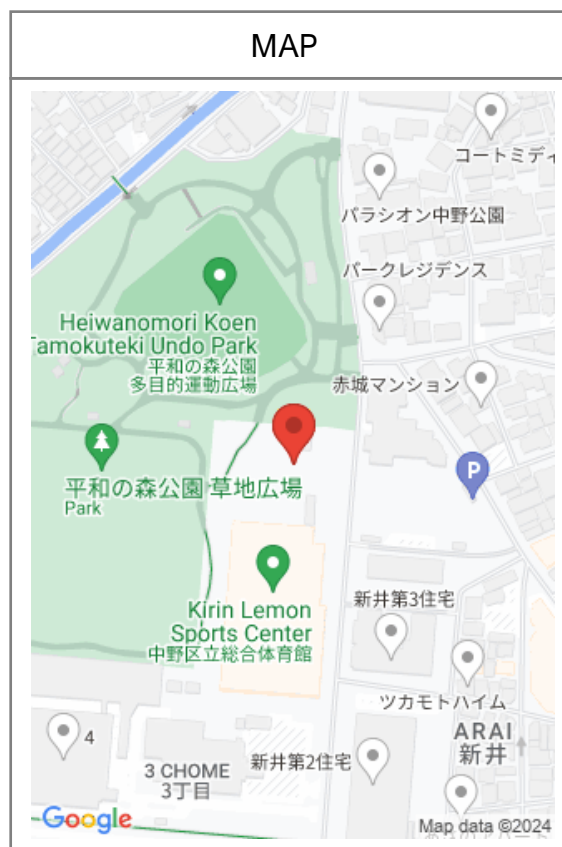 MAP
コートミディ
パラシオン中野公園
パークレジデンス
Heiwanomori Koen
Tamokuteki Undo Park
平和の森公園
多目的運動広場
赤城マンション
P
平和の森公園 草地広場
Park
Kirin Lemon
Sports Center
中野区立総合体育館
新井第3住宅
ツカモトハイム
ARAI
新井
4
3 CHOME
3丁目
新井第2住宅
Google
Map data ©2024